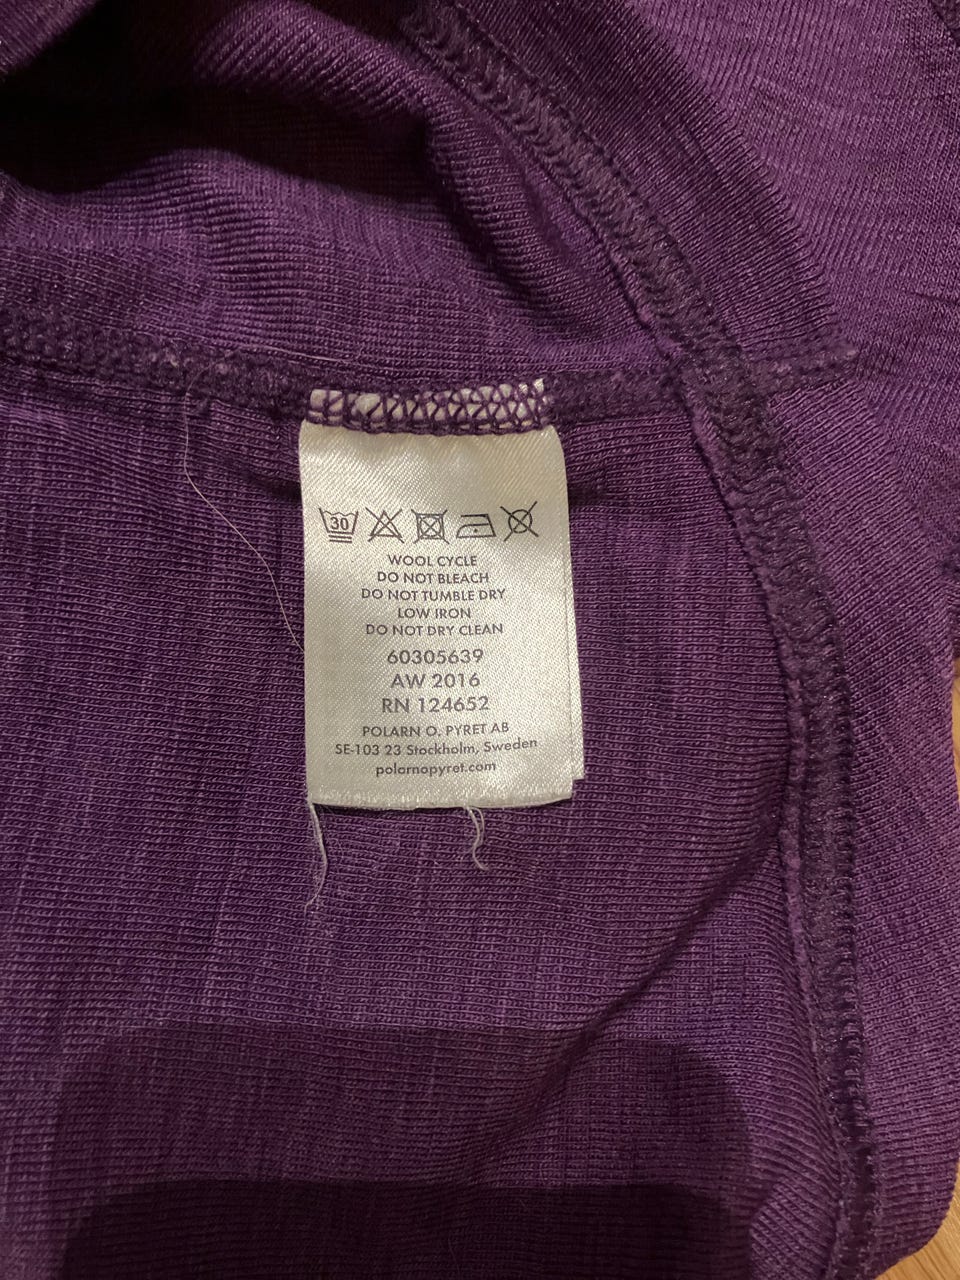 30
WOOL CYCLE
DO NOT BLEACH
DO NOT TUMBLE DRY
LOW IRON
DO NOT DRY CLEAN
60305639
AW 2016
RN 124652
POLARN O. PYRET AB
SE-103 23 Stockholm, Sweden
polarnopyret.com